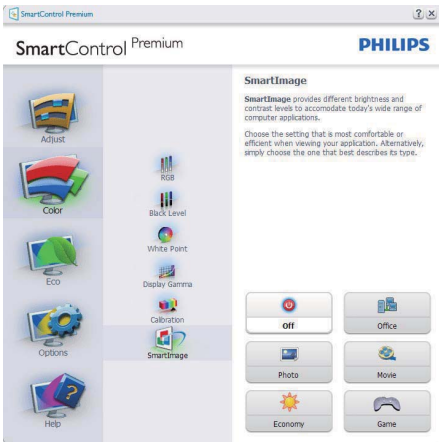 SmartControl Premium
SmartControl Premium
PHILIPS
Adjust
Color
Eco
Options
Help
RGB
Black Level
White Point
Display Gamma
Calibration
SmartImage
SmartImage
SmartImage provides different brightness and
contrast levels to accomodate today's wide range of
computer applications.
Choose the setting that is most comfortable or
efficient when viewing your application. Alternatively,
simply choose the one that best describes its type.
Off
Office
Photo
Movie
Economy
Game